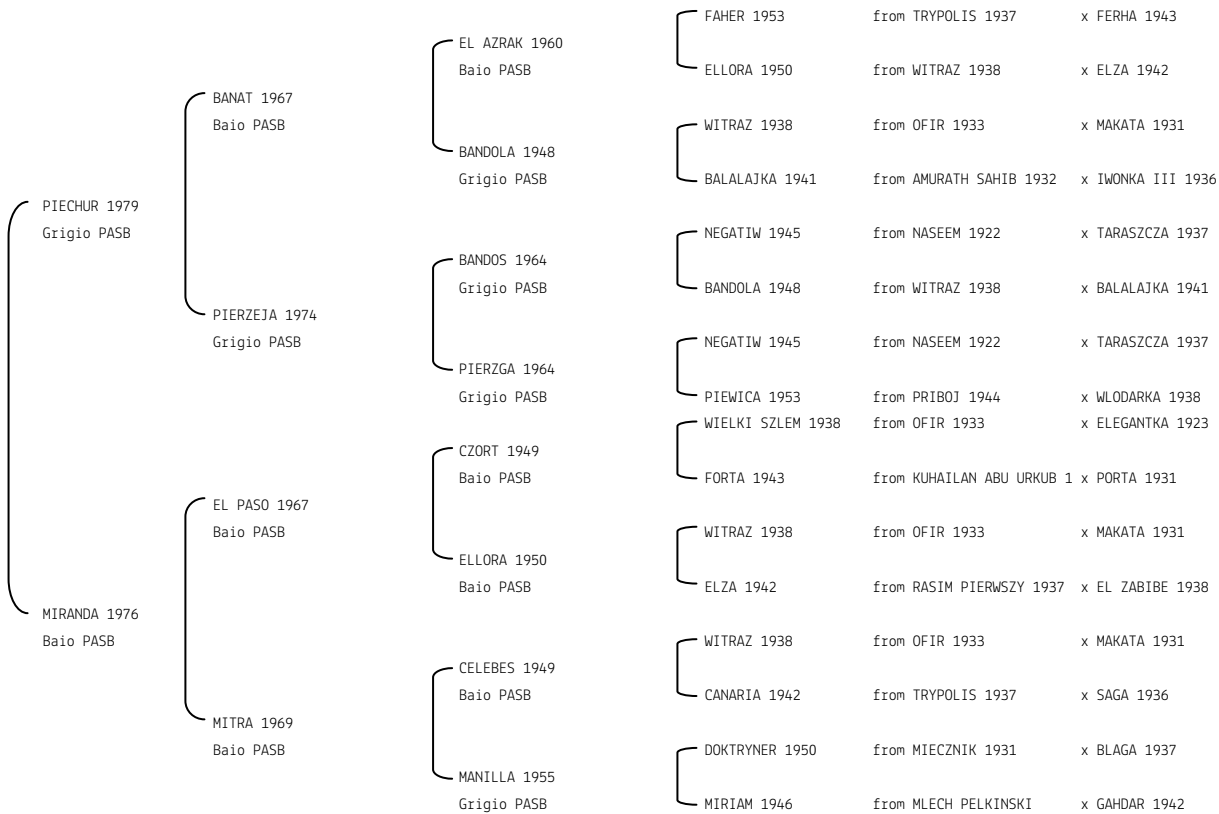 FAHER 1953 from TRYPOLIS 1937 x FERHA 1943
EL AZRAK 1960
Baio PASB
ELLORA 1950 from WITRAZ 1938 x ELZA 1942
BANAT 1967
Baio PASB
WITRAZ 1938 from OFIR 1933 x MAKATA 1931
BANDOLA 1948
Grigio PASB
BALALAJKA 1941 from AMURATH SAHIB 1932 x IWONKA III 1936
PIECHUR 1979
Grigio PASB
NEGATIW 1945 from NASEEM 1922 x TARASZCZA 1937
BANDOS 1964
Grigio PASB
BANDOLA 1948 from WITRAZ 1938 x BALALAJKA 1941
PIERZEJA 1974
Grigio PASB
NEGATIW 1945 from NASEEM 1922 x TARASZCZA 1937
PIERZGA 1964
Grigio PASB
PIEWICA 1953 from PRIBOJ 1944 x WLODARKA 1938
WIELKI SZLEM 1938 from OFIR 1933 x ELEGANTKA 1923
CZORT 1949
Baio PASB
FORTA 1943 from KUHAILAN ABU URKUB 1 x PORTA 1931
EL PASO 1967
Baio PASB
WITRAZ 1938 from OFIR 1933 x MAKATA 1931
ELLORA 1950
Baio PASB
ELZA 1942 from RASIM PIERWSZY 1937 x EL ZABIBE 1938
MIRANDA 1976
Baio PASB
WITRAZ 1938 from OFIR 1933 x MAKATA 1931
CELEBES 1949
Baio PASB
CANARIA 1942 from TRYPOLIS 1937 x SAGA 1936
MITRA 1969
Baio PASB
DOKTRYNER 1950 from MIECZNIK 1931 x BLAGA 1937
MANILLA 1955
Grigio PASB
MIRIAM 1946 from MLECH PELKINSKI x GAHDAR 1942